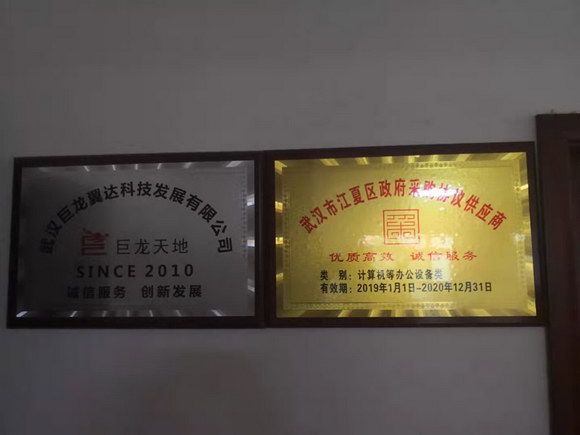 武汉巨龙翼达科技发展有限公司
巨龙天地
SINCE 2010
诚信服务 创新发展
武汉市江夏区政府采购协议供应商
优质高效 诚信服务
类 别：计算机等办公设备类
有效期：2019年1月1日-2020年12月31日